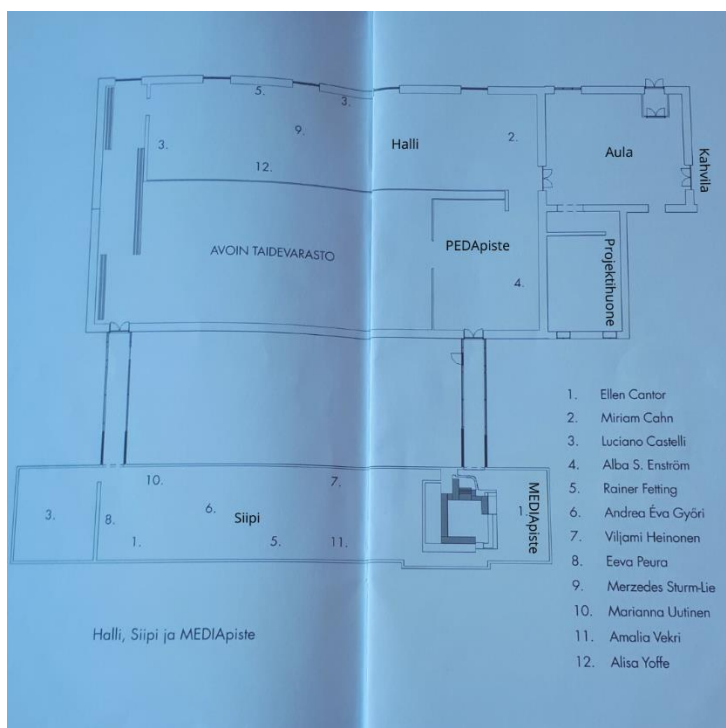 5.
3.
9.
2.
3.
Halli
Aula
Kahvila
12.
AVOIN TAIDEVARASTO
PEDApiste
Projektihuone
4.
1. Ellen Cantor
2. Miriam Cahn
3. Luciano Castelli
4. Alba S. Enström
5. Rainer Fetting
6. Andrea Éva Győri
7. Viljami Heinonen
8. Eeva Peura
9. Merzedes Sturm-Lie
10. Marianna Uutinen
11. Amalia Vekri
12. Alisa Yoffe
10.
7.
6.
3.
8.
Siipi
1.
MEDIApiste
1.
5.
11.
Halli, Siipi ja MEDIApiste